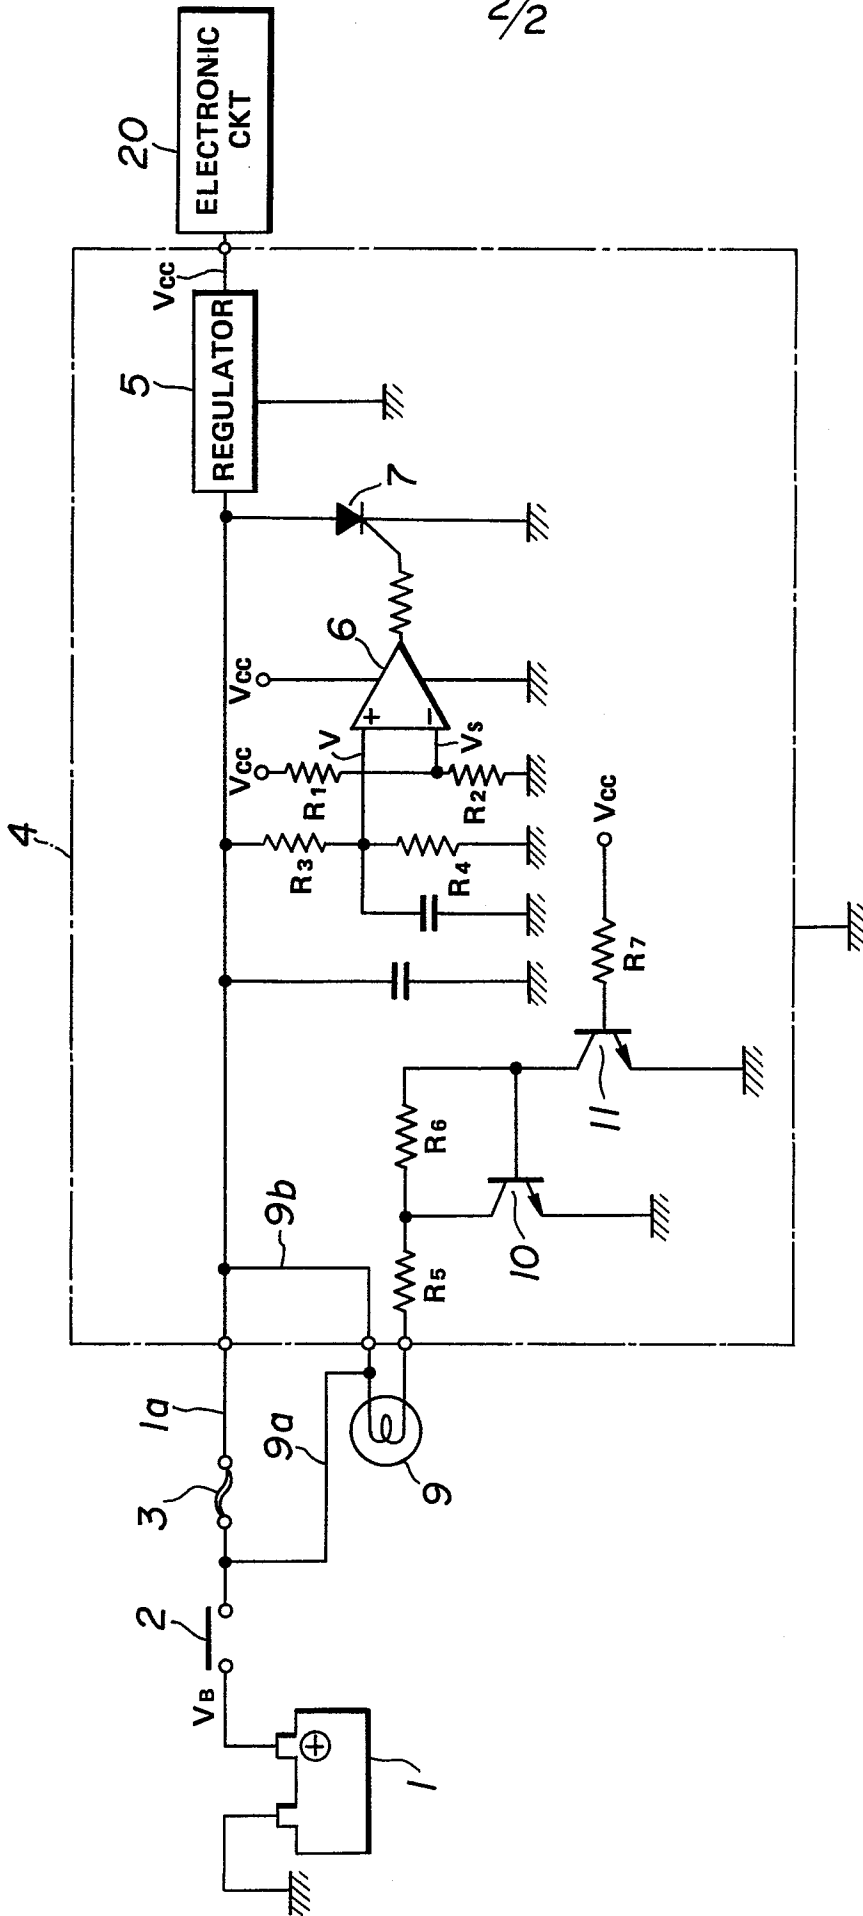 2/2
4
20
ELECTRONIC
CKT
5
REGULATOR
Vcc
Vcc
Vcc
6
7
V
+
−
Vs
R1
R2
R3
R4
Vcc
R7
11
R6
10
R5
9b
1a
9a
9
3
2
VB
+
1